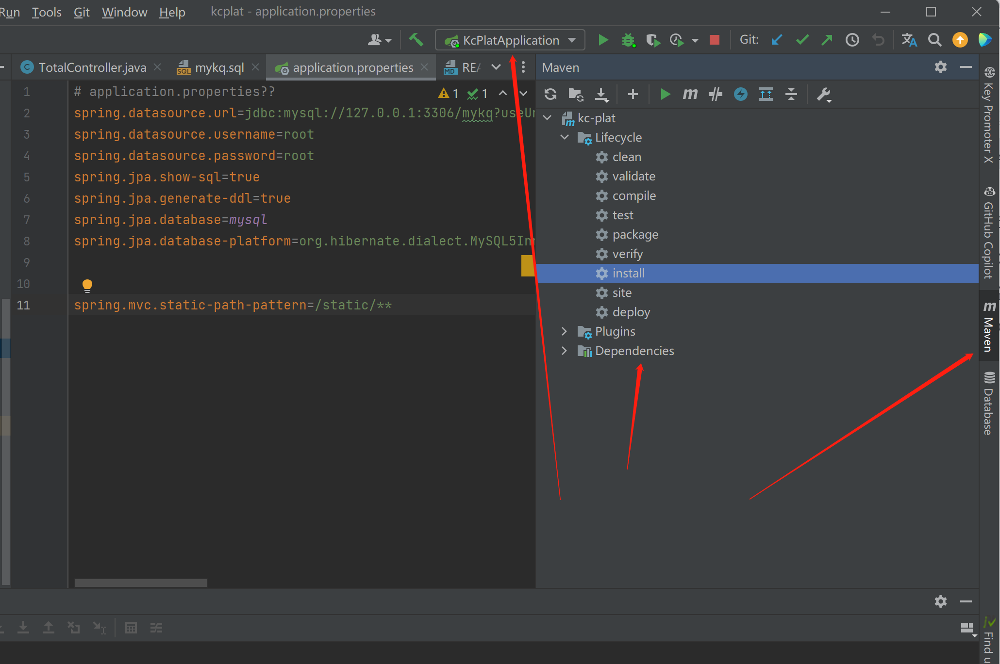 Run Tools Git Window Help kcplat - application.properties
KcPlatApplication Git:
TotalController.java mykq.sql application.properties Maven
1 # application.properties?? 1 1
2 spring.datasource.url=jdbc:mysql://127.0.0.1:3306/mykq?useU
3 spring.datasource.username=root
4 spring.datasource.password=root
5 spring.jpa.show-sql=true
6 spring.jpa.generate-ddl=true
7 spring.jpa.database=mysql
8 spring.jpa.database-platform=org.hibernate.dialect.MySQL5In
9
10
11 spring.mvc.static-path-pattern=/static/**
kc-plat
Lifecycle
clean
validate
compile
test
package
verify
install
site
deploy
Plugins
Dependencies
Key Promoter X
GitHub Copilot
Maven
Database
Find u